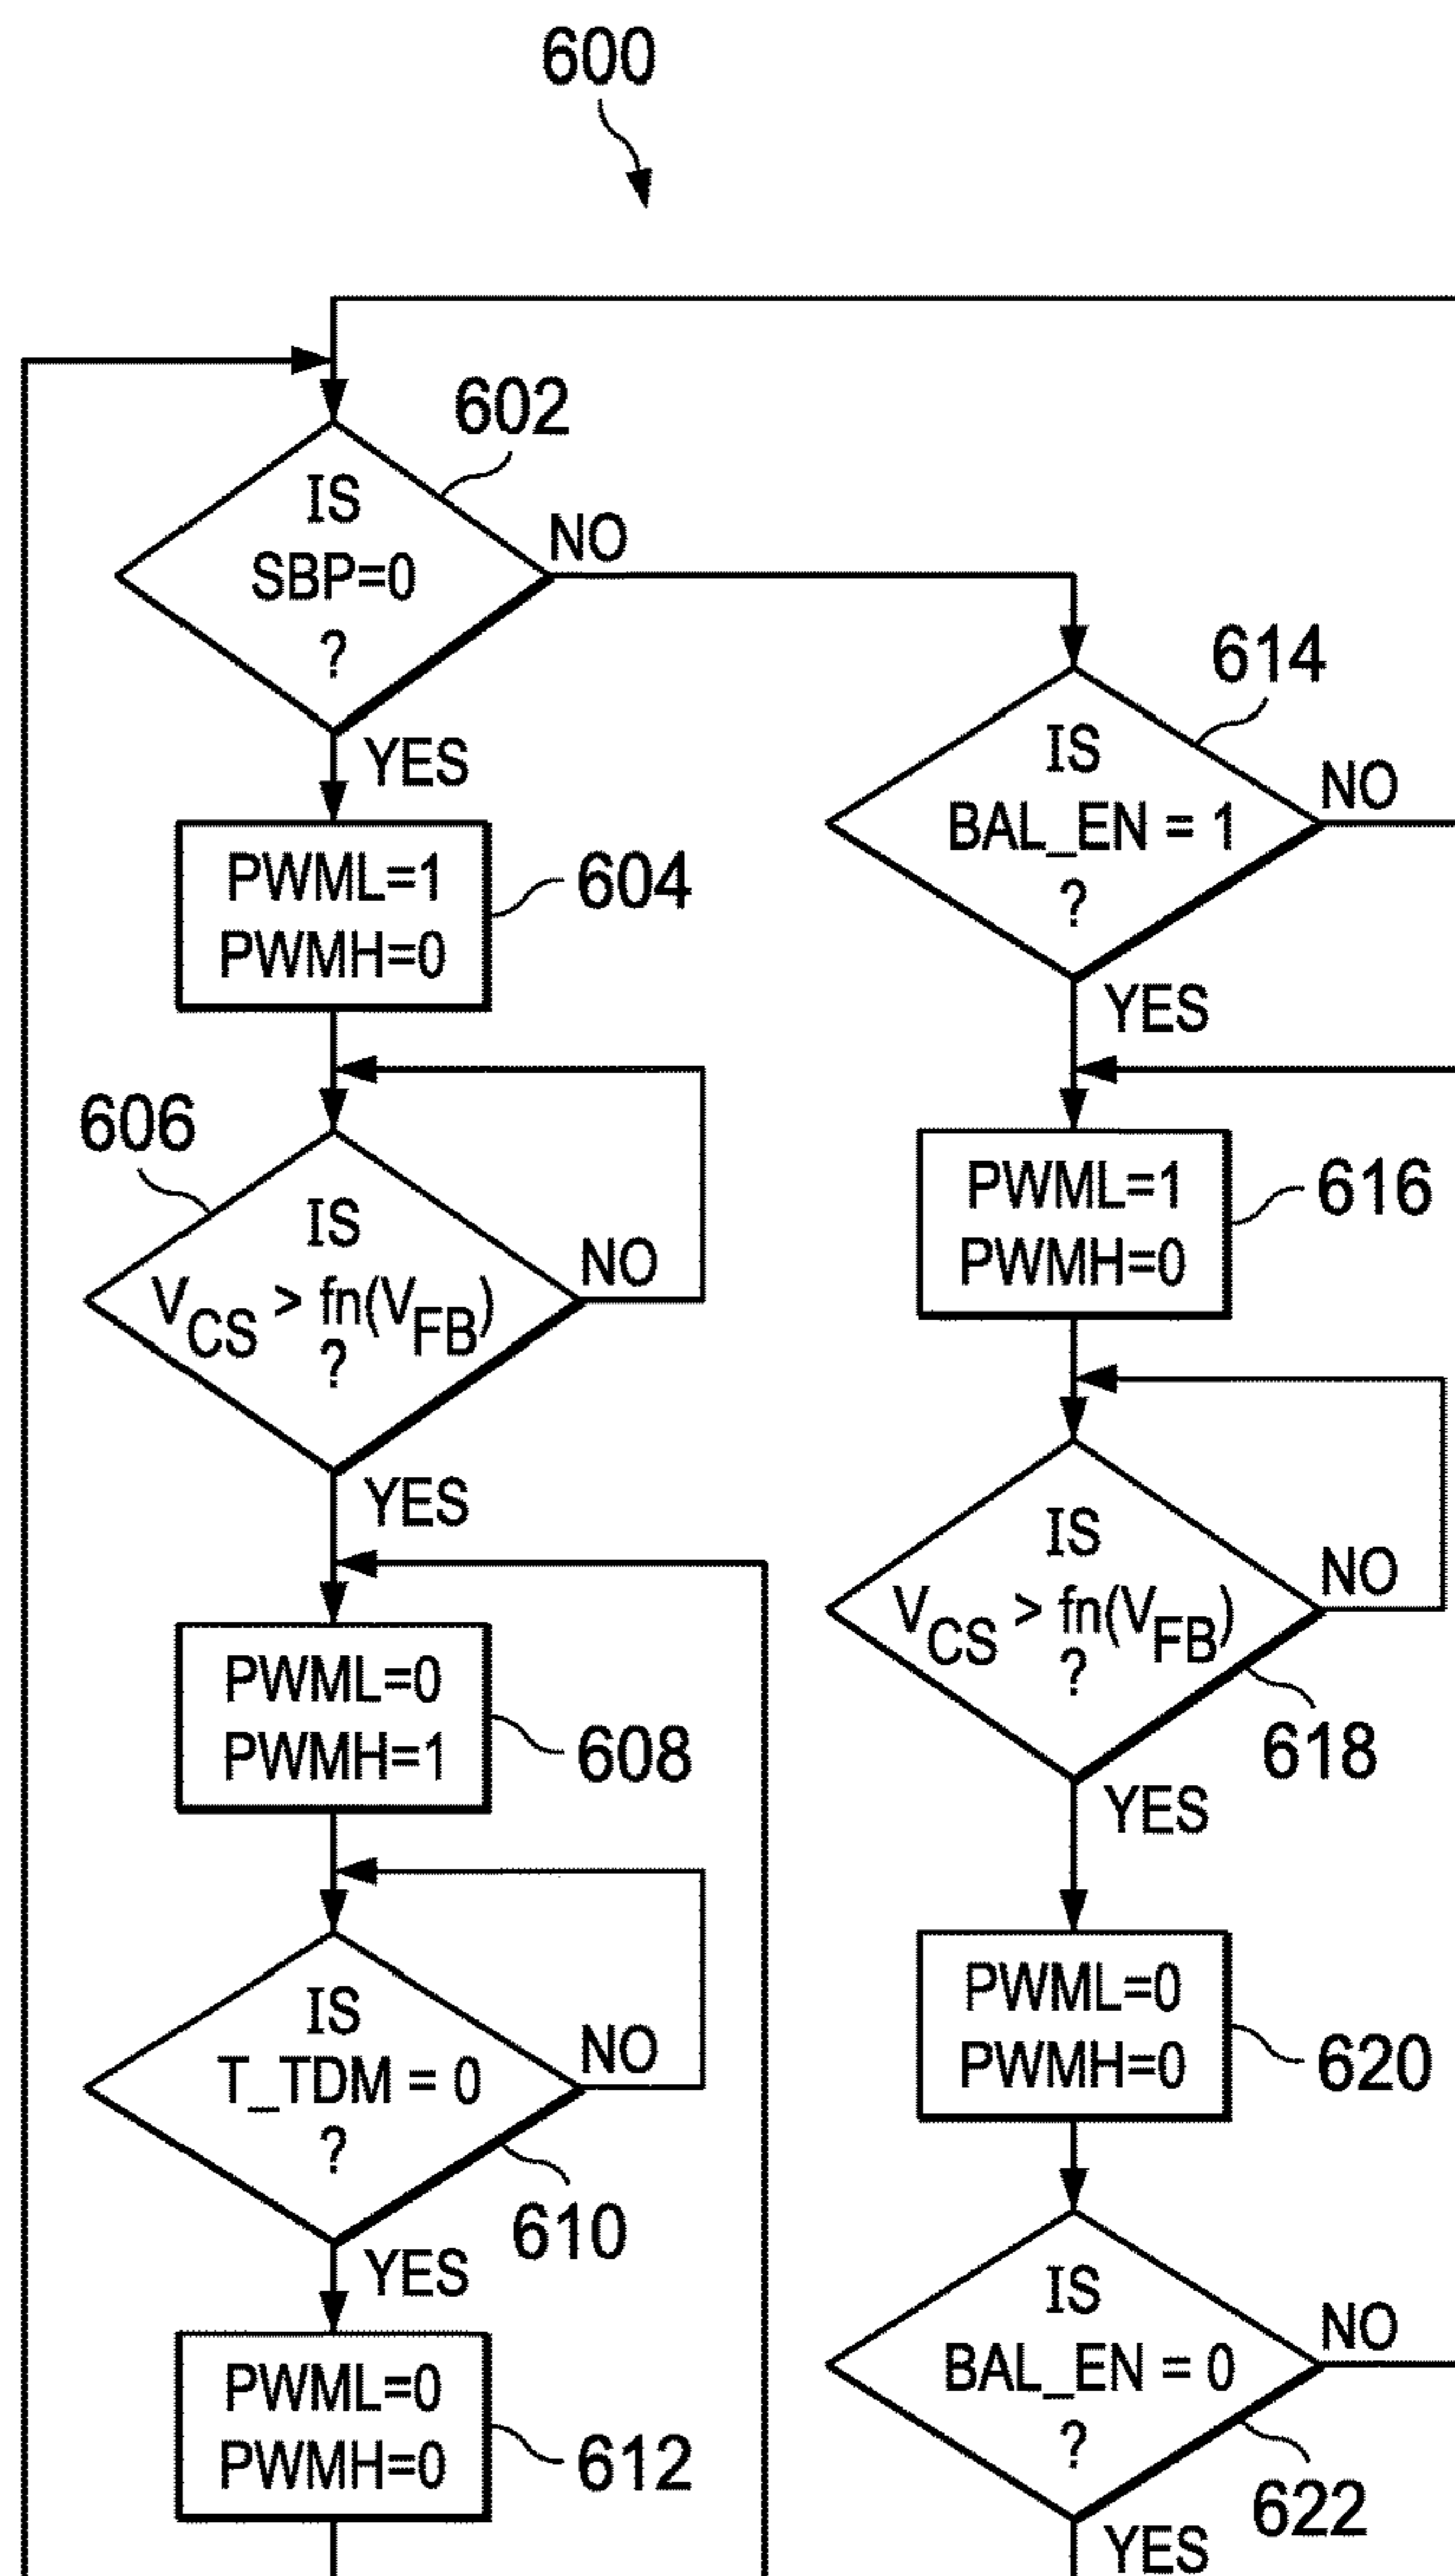 600
602
IS
SBP=0
?
NO
YES
PWML=1
PWMH=0
604
606
IS
VCS > fn(VFB)
?
NO
YES
PWML=0
PWMH=1
608
IS
T_TDM = 0
?
NO
610
YES
PWML=0
PWMH=0
612
614
IS
BAL_EN = 1
?
NO
YES
PWML=1
PWMH=0
616
IS
VCS > fn(VFB)
?
NO
618
YES
PWML=0
PWMH=0
620
IS
BAL_EN = 0
?
NO
622
YES